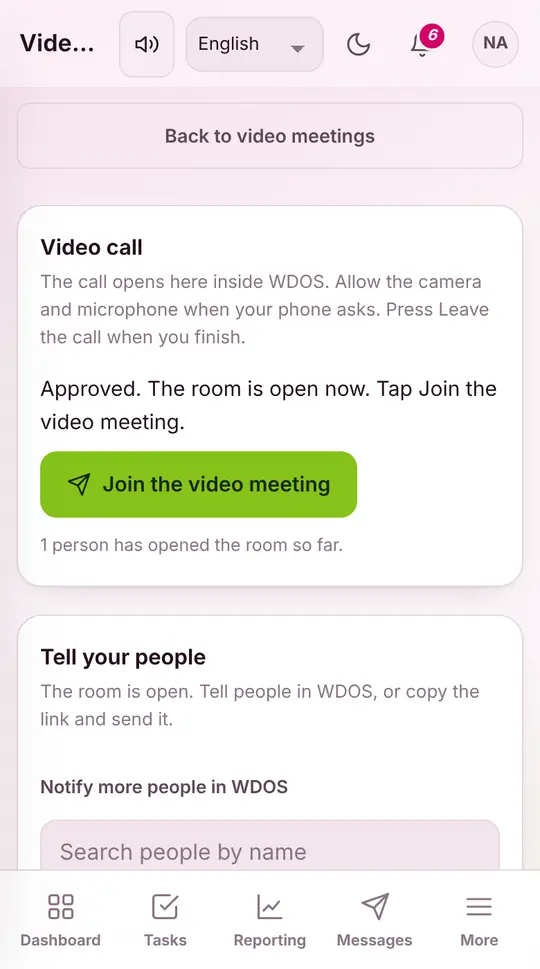 Vide...
English
6
NA
Back to video meetings
Video call
The call opens here inside WDOS. Allow the camera
and microphone when your phone asks. Press Leave
the call when you finish.
Approved. The room is open now. Tap Join the
video meeting.
Join the video meeting
1 person has opened the room so far.
Tell your people
The room is open. Tell people in WDOS, or copy the
link and send it.
Notify more people in WDOS
Search people by name
Dashboard
Tasks
Reporting
Messages
More